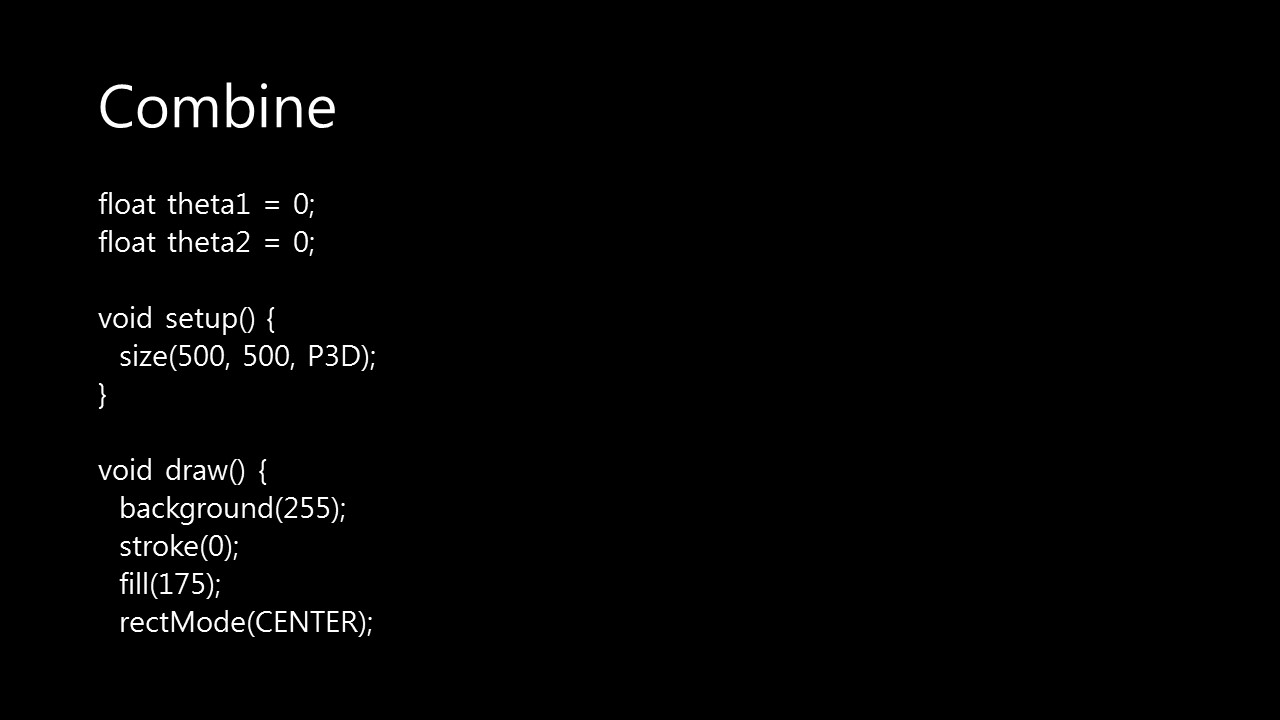 Combine
float theta1 = 0;
float theta2 = 0;
void setup() {
size(500, 500, P3D);
}
void draw() {
background(255);
stroke(0);
fill(175);
rectMode(CENTER);